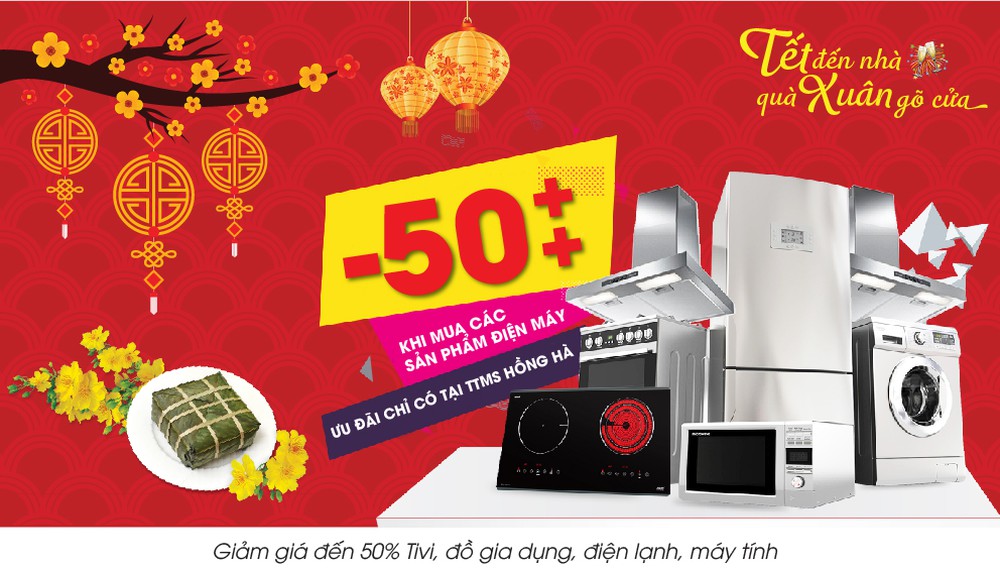 Tết đến nhà
quà Xuân gõ cửa
-50++
KHI MUA CÁC
SẢN PHẨM ĐIỆN MÁY
ƯU ĐÃI CHỈ CÓ TẠI TTMS HỒNG HÀ
Giảm giá đến 50% Tivi, đồ gia dụng, điện lạnh, máy tính